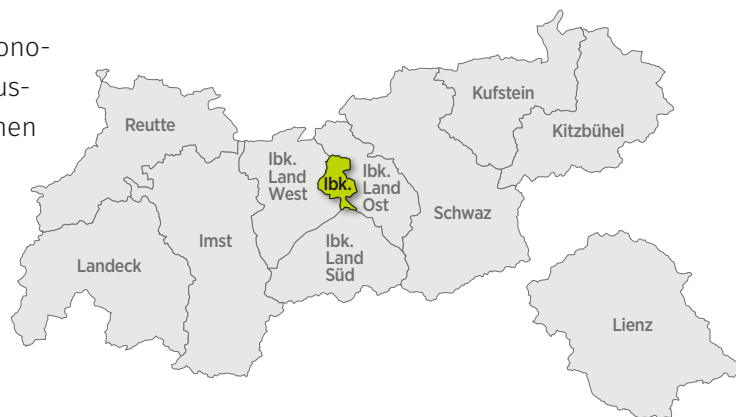 ono-
us-
nen
Reutte
Kufstein
Kitzbühel
Ibk.
Land
West
Ibk.
Ibk.
Land
Ost
Schwaz
Imst
Landeck
Ibk.
Land
Süd
Lienz